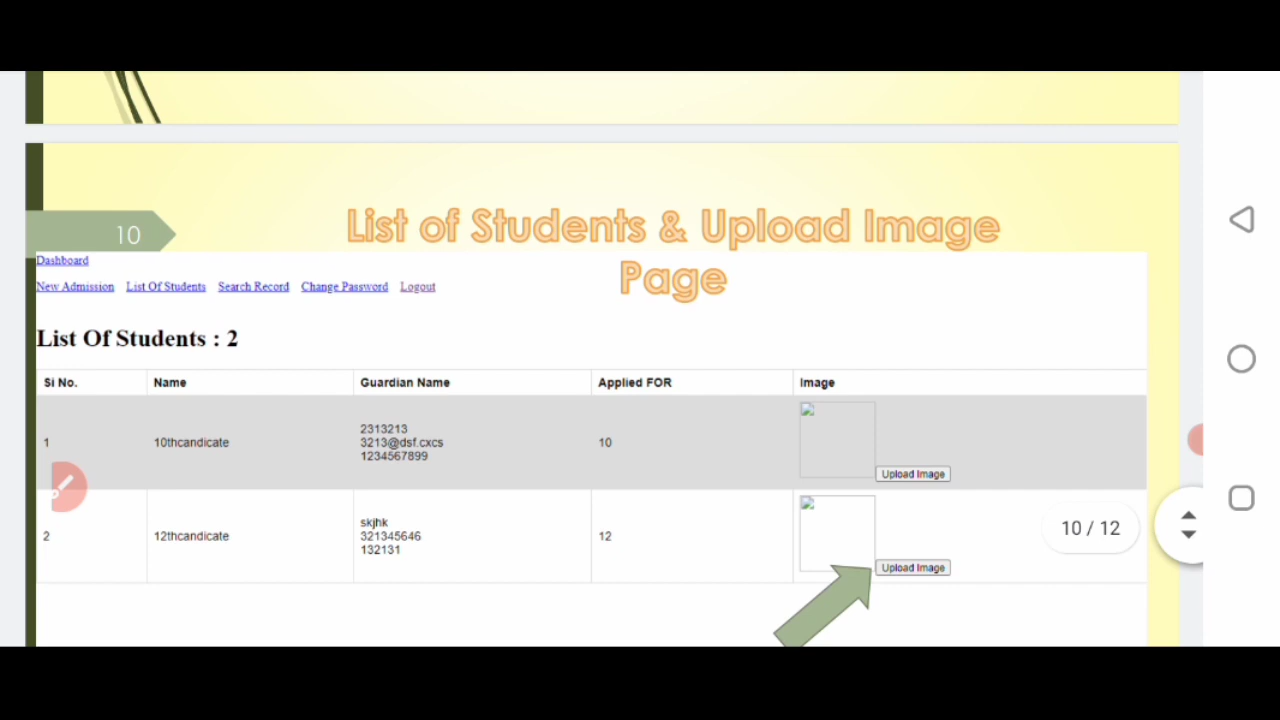 10
List of Students & Upload Image
Page
Dashboard
New Admission List Of Students Search Record Change Password Logout
List Of Students : 2
Si No. Name Guardian Name Applied FOR Image
2313213
1 10thcandicate 3213@dsf.cxcs 10
1234567899
Upload Image
skjhk
2 12thcandicate 321345646 12
132131
Upload Image
10 / 12